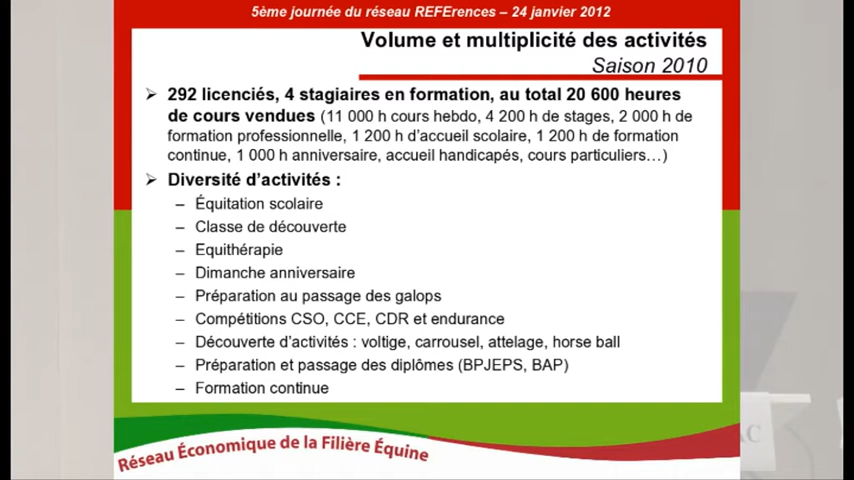 5ème journée du réseau REFErences – 24 janvier 2012
Volume et multiplicité des activités
Saison 2010
➢ 292 licenciés, 4 stagiaires en formation, au total 20 600 heures
de cours vendues (11 000 h cours hebdo, 4 200 h de stages, 2 000 h de
formation professionnelle, 1 200 h d’accueil scolaire, 1 200 h de formation
continue, 1 000 h anniversaire, accueil handicapés, cours particuliers…)
➢ Diversité d’activités :
– Équitation scolaire
– Classe de découverte
– Equithérapie
– Dimanche anniversaire
– Préparation au passage des galops
– Compétitions CSO, CCE, CDR et endurance
– Découverte d’activités : voltige, carrousel, attelage, horse ball
– Préparation et passage des diplômes (BPJEPS, BAP)
– Formation continue
Réseau Économique de la Filière Équine